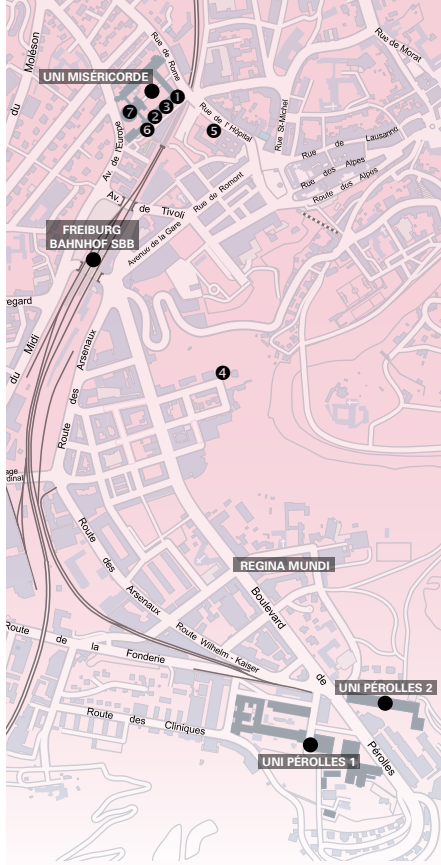 Moléson
du
Rue de Rome
Rue de Morat
UNI MISÉRICORDE
1
3
2
7
6
5
Rue de l'Hôpital
Rue St-Michel
Av. de l'Europe
Rue de Lausanne
Rue des Alpes
Route des Alpes
Rue de Romont
Av. de Tivoli
Avenue de la Gare
FREIBURG
BAHNHOF SBB
regard
du Midi
Route des Arsenaux
4
age
dinal
Route des Arsenaux
REGINA MUNDI
Boulevard de Pérolles
Route Wilhelm - Kaiser
Route de la Fonderie
UNI PÉROLLES 2
Route des Cliniques
UNI PÉROLLES 1